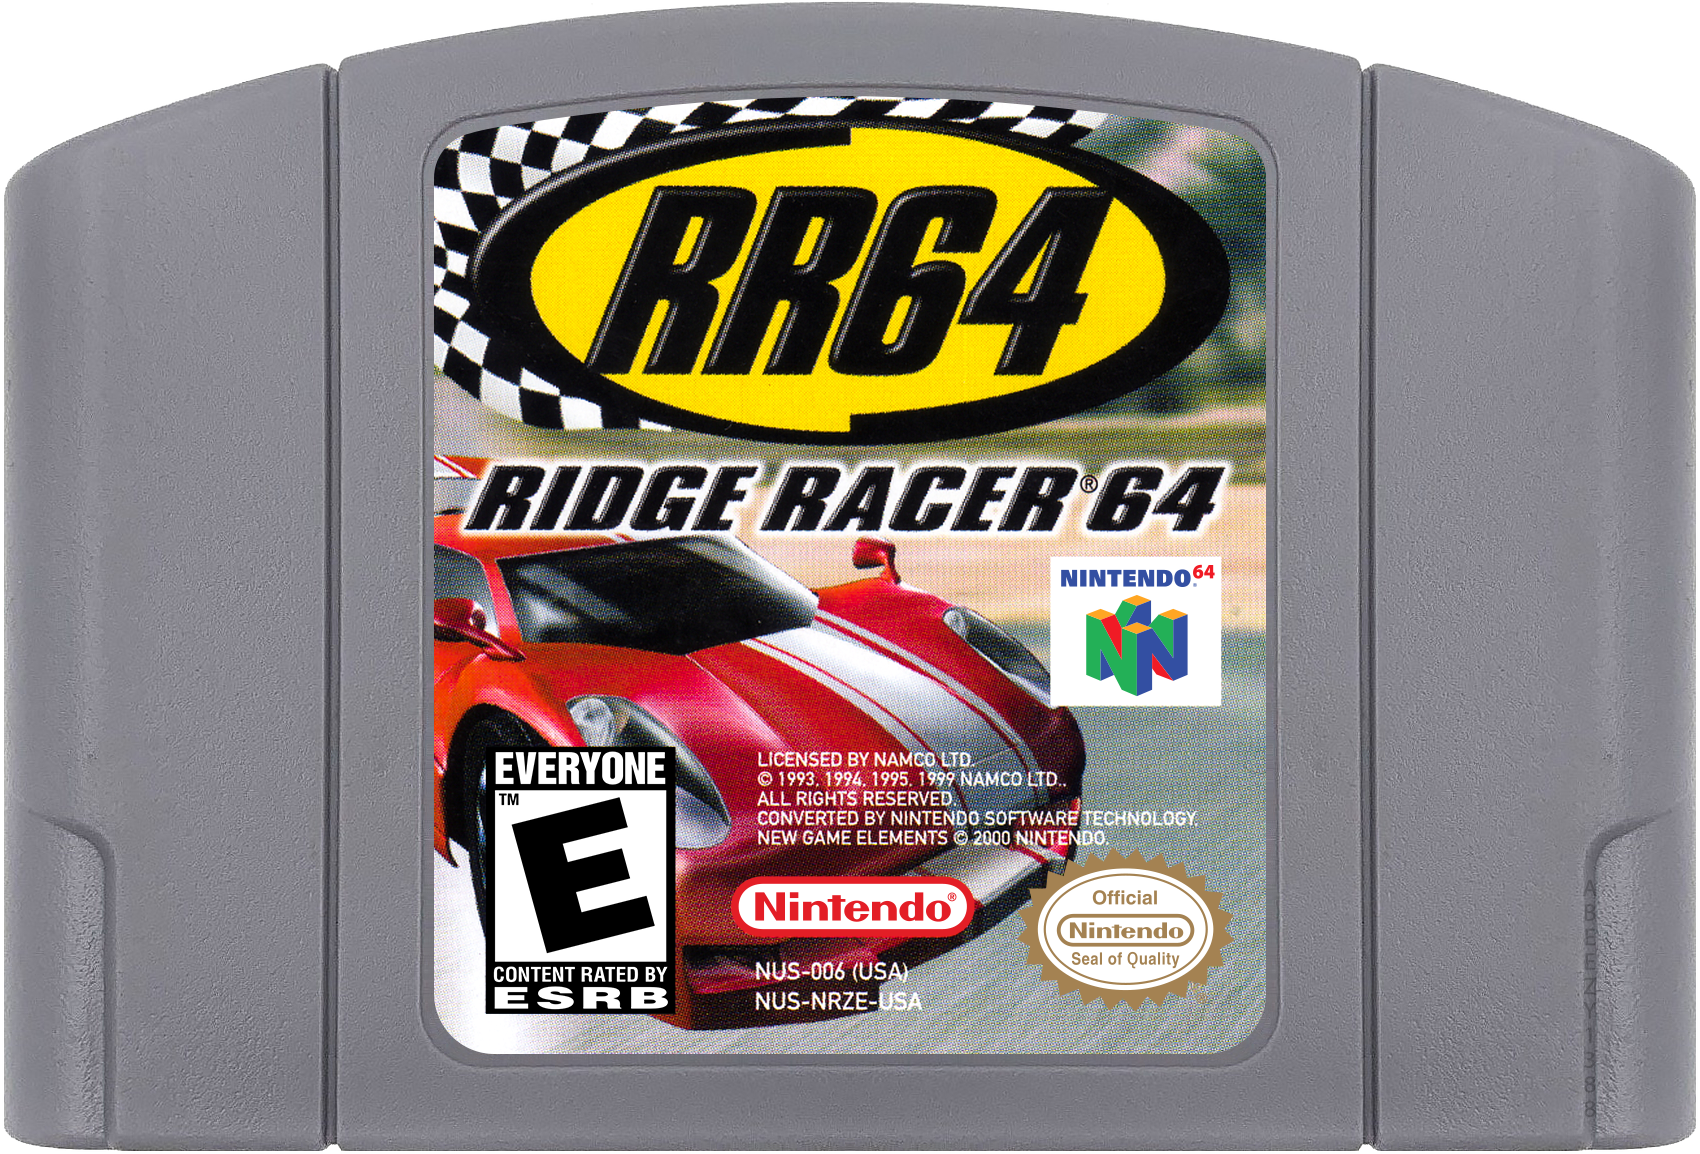 RR64
RIDGE RACER® 64
NINTENDO 64
EVERYONE
™
E
CONTENT RATED BY
ESRB
LICENSED BY NAMCO LTD.
© 1993, 1994, 1995, 1999 NAMCO LTD..
ALL RIGHTS RESERVED.
CONVERTED BY NINTENDO SOFTWARE TECHNOLOGY.
NEW GAME ELEMENTS © 2000 NINTENDO.
Nintendo®
NUS-006 (USA)
NUS-NRZE-USA
Official
Nintendo
Seal of Quality